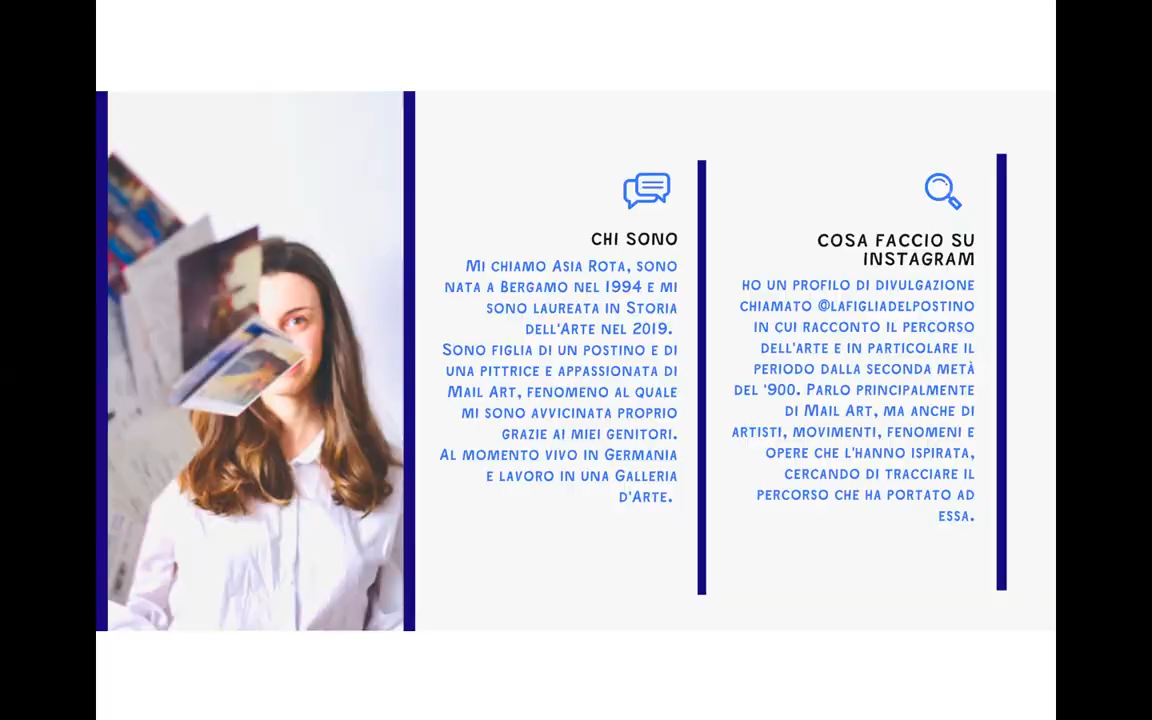 CHI SONO
MI CHIAMO ASIA ROTA, SONO
NATA A BERGAMO NEL 1994 E MI
SONO LAUREATA IN STORIA
DELL'ARTE NEL 2019.
SONO FIGLIA DI UN POSTINO E DI
UNA PITTRICE E APPASSIONATA DI
MAIL ART, FENOMENO AL QUALE
MI SONO AVVICINATA PROPRIO
GRAZIE AI MIEI GENITORI.
AL MOMENTO VIVO IN GERMANIA
E LAVORO IN UNA GALLERIA
D'ARTE.
COSA FACCIO SU
INSTAGRAM
HO UN PROFILO DI DIVULGAZIONE
CHIAMATO @LAFIGLIADELPOSTINO
IN CUI RACCONTO IL PERCORSO
DELL'ARTE E IN PARTICOLARE IL
PERIODO DALLA SECONDA METÀ
DEL '900. PARLO PRINCIPALMENTE
DI MAIL ART, MA ANCHE DI
ARTISTI, MOVIMENTI, FENOMENI E
OPERE CHE L'HANNO ISPIRATA,
CERCANDO DI TRACCIARE IL
PERCORSO CHE HA PORTATO AD
ESSA.